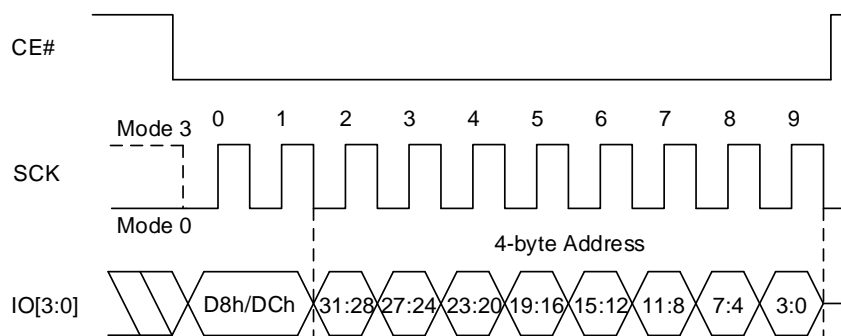 CE#
Mode 3 0 1 2 3 4 5 6 7 8 9
SCK
Mode 0
4-byte Address
IO[3:0] D8h/DCh 31:28 27:24 23:20 19:16 15:12 11:8 7:4 3:0